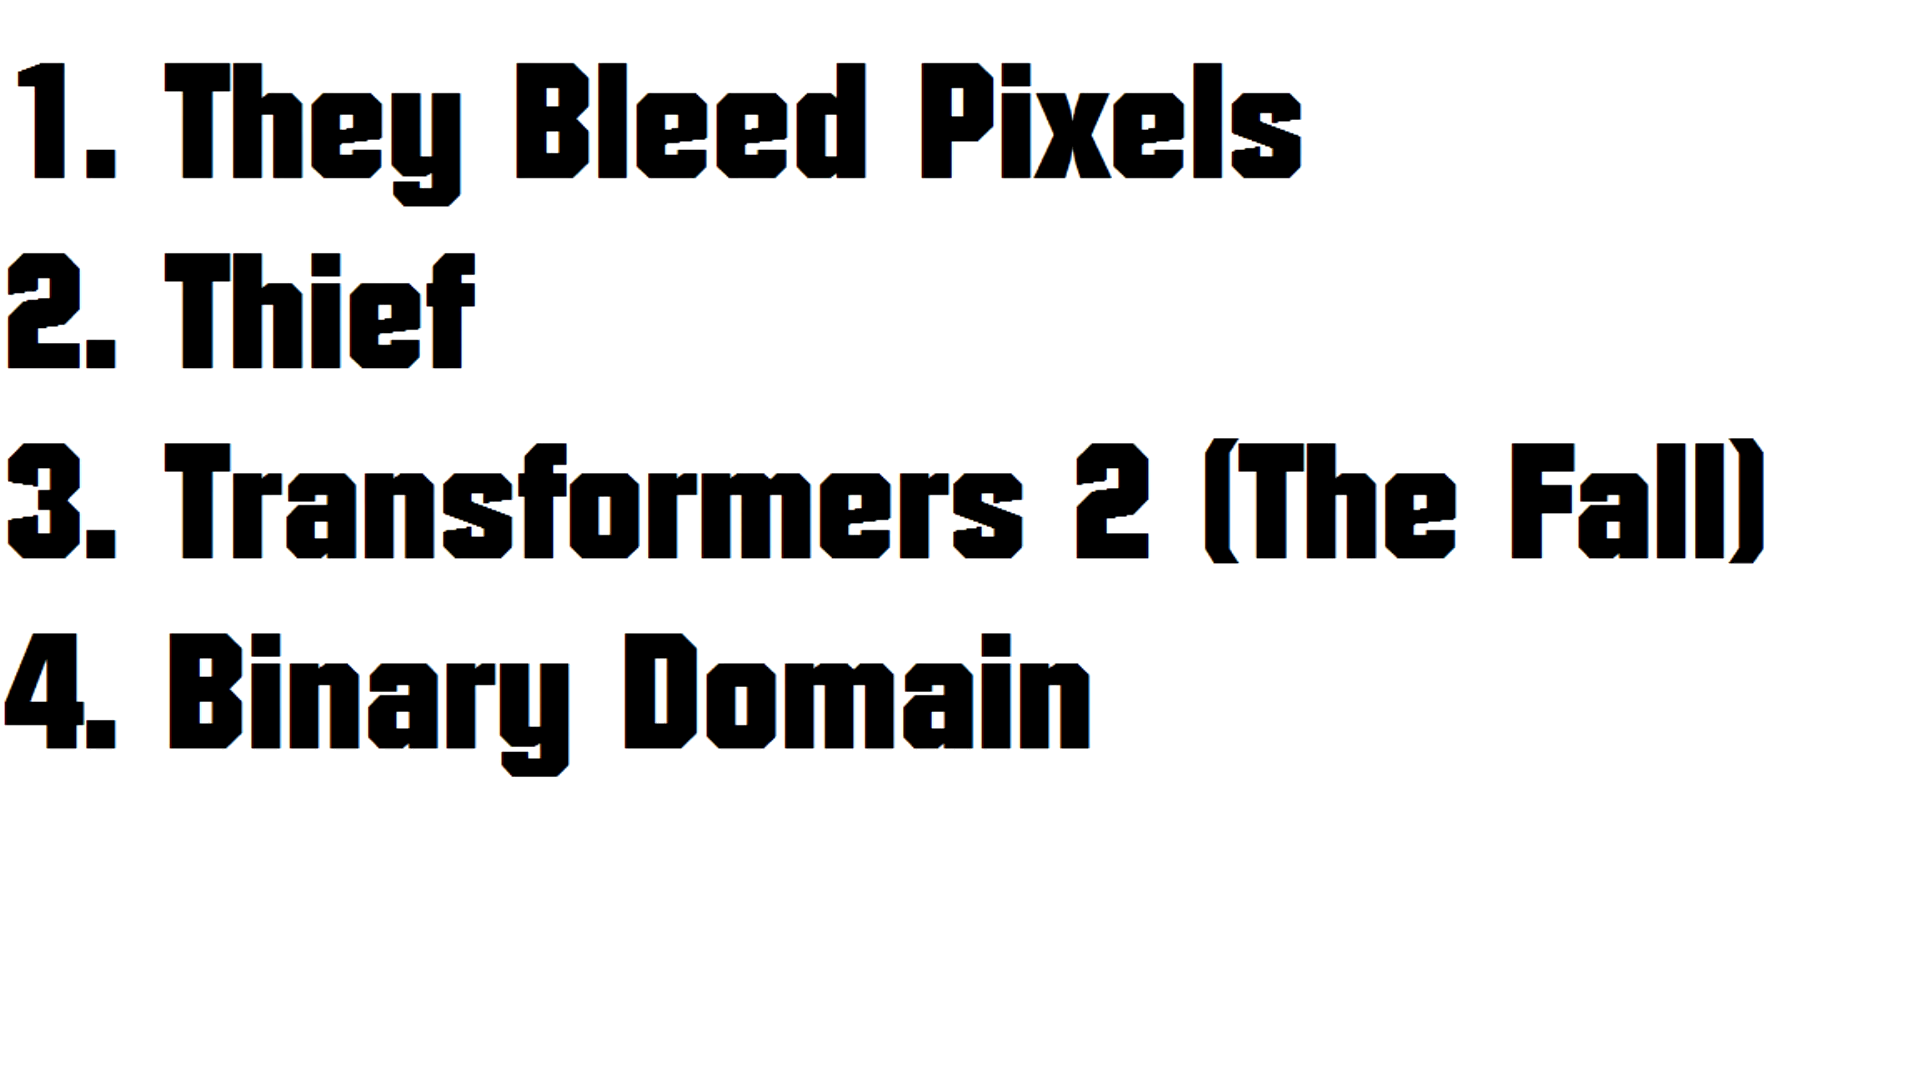 1. They Bleed Pixels
2. Thief
3. Transformers 2 (The Fall)
4. Binary Domain